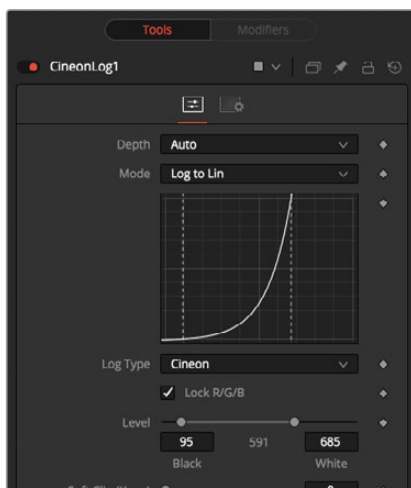 Tools Modifiers
CineonLog1
Depth Auto
Mode Log to Lin
Log Type Cineon
Lock R/G/B
Level
95 591 685
Black White